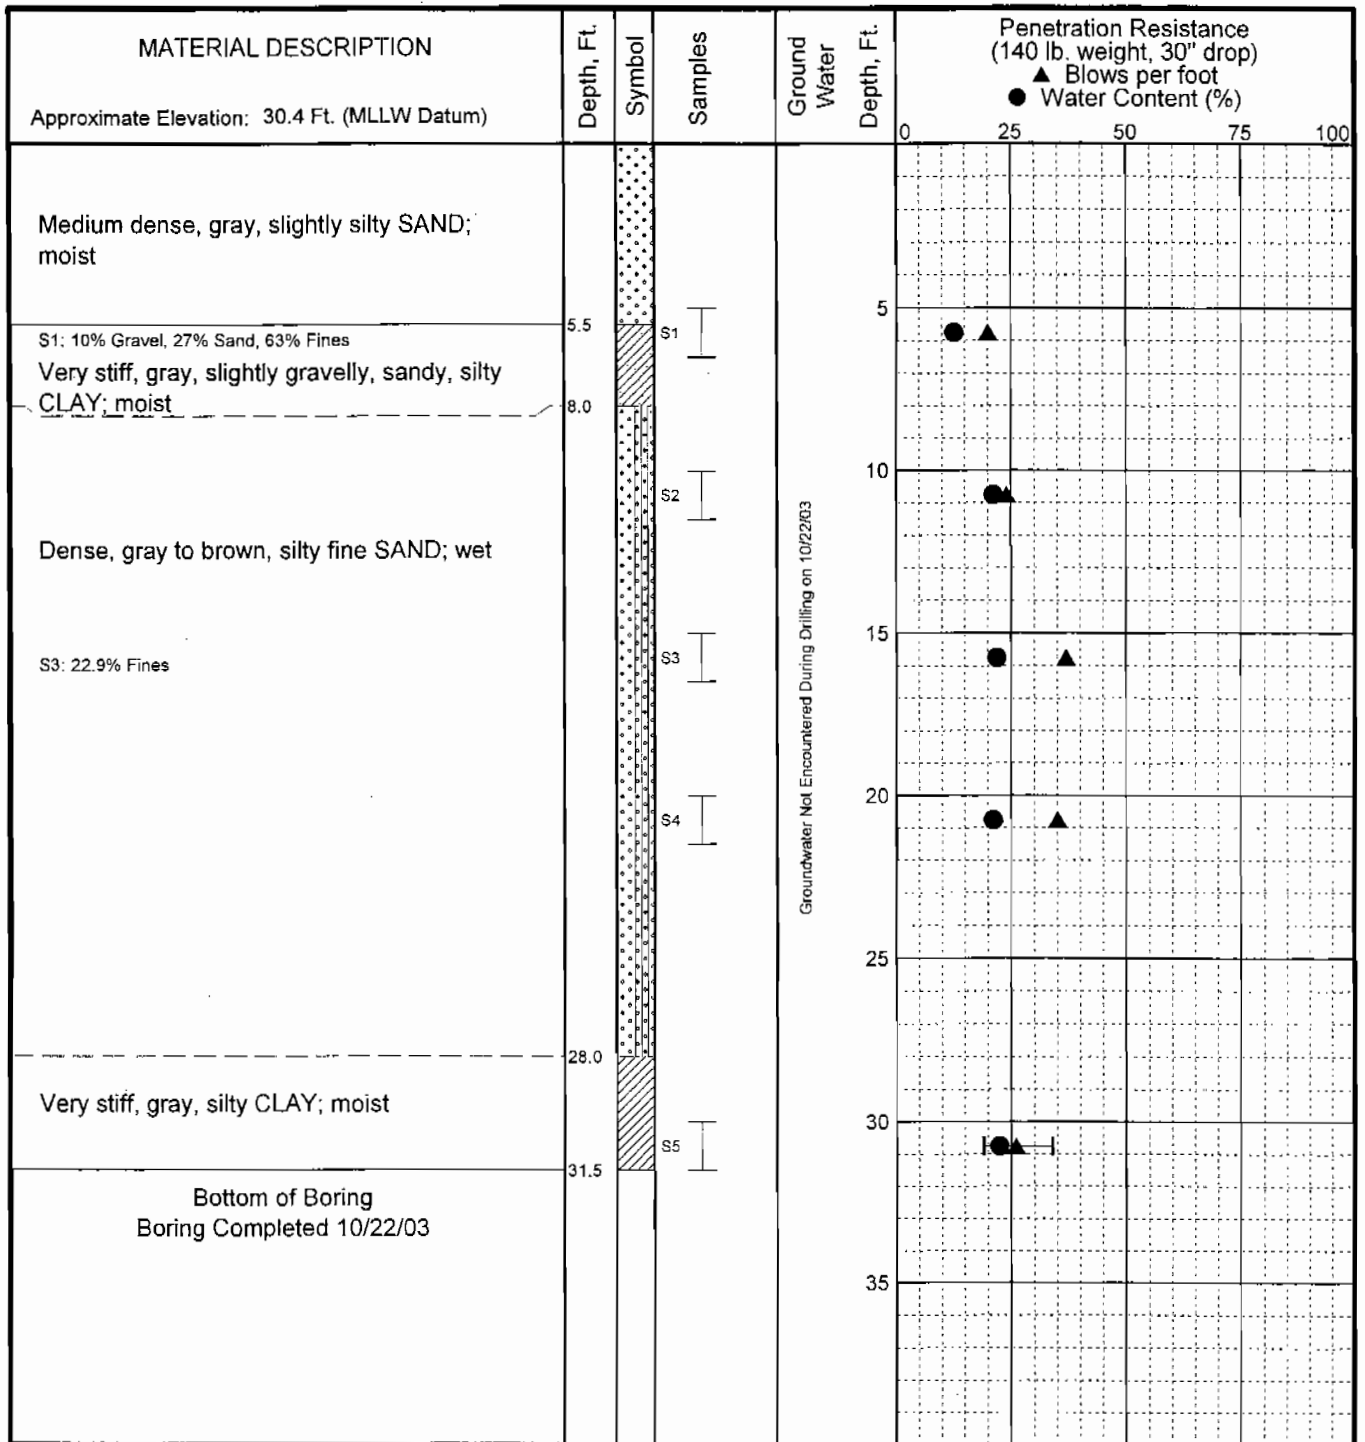 MATERIAL DESCRIPTION
Approximate Elevation: 30.4 Ft. (MLLW Datum)
Depth, Ft.
Symbol
Samples
Ground
Water
Depth, Ft.
Penetration Resistance
(140 lb. weight, 30" drop)
▲ Blows per foot
● Water Content (%)
0 25 50 75 100
Medium dense, gray, slightly silty SAND;
moist
5.5
S1: 10% Gravel, 27% Sand, 63% Fines
Very stiff, gray, slightly gravelly, sandy, silty
CLAY; moist
8.0
Dense, gray to brown, silty fine SAND; wet
S3: 22.9% Fines
28.0
Very stiff, gray, silty CLAY; moist
31.5
Bottom of Boring
Boring Completed 10/22/03
S1
S2
S3
S4
S5
Groundwater Not Encountered During Drilling on 10/22/03
5
10
15
20
25
30
35